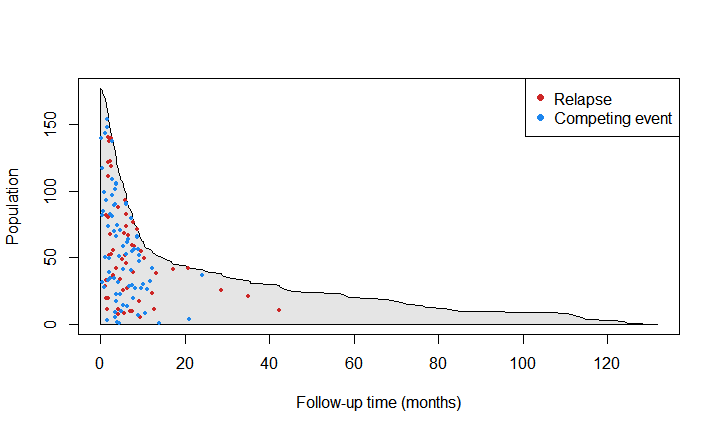 Relapse
Competing event
Population
150
100
50
0
0 20 40 60 80 100 120
Follow-up time (months)